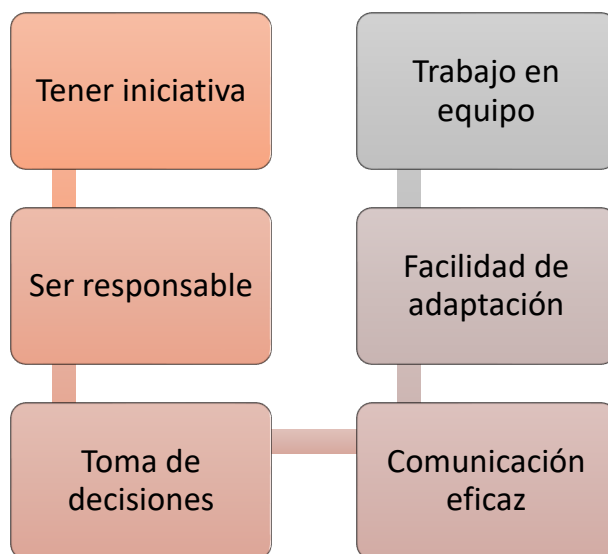 Tener iniciativa
Ser responsable
Toma de
decisiones
Comunicación
eficaz
Facilidad de
adaptación
Trabajo en
equipo